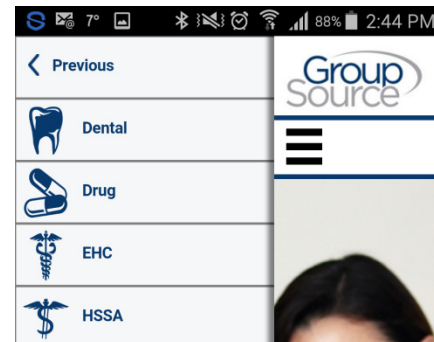 7° 88% 2:44 PM
Previous
Group
Source
Dental
Drug
EHC
HSSA